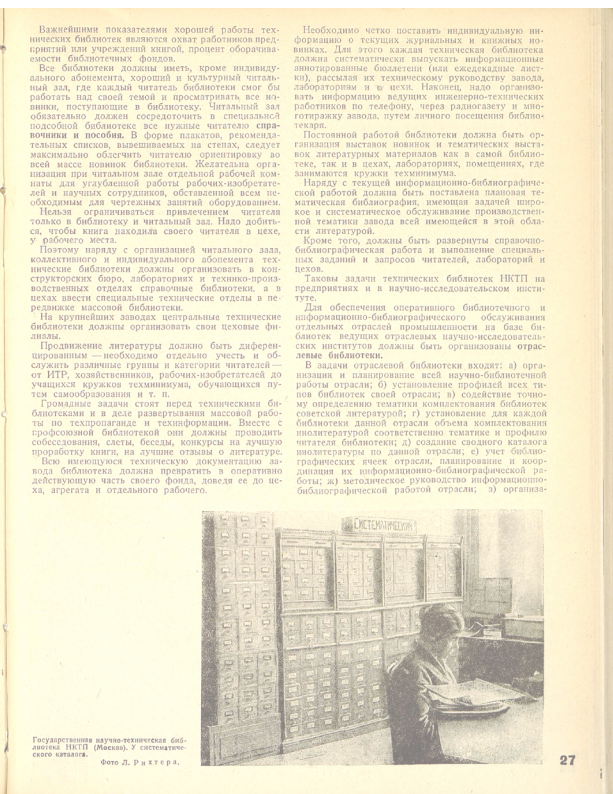 Важнейшими показателями хорошей работы тех-
нических библиотек являются охват работников пред-
приятий или учреждений книгой, процент оборачива-
емости библиотечных фондов.
Все библиотеки должны иметь, кроме индивиду-
ального абонемента, хороший и культурный читаль-
ный зал, где каждый читатель библиотеки смог бы
работать над своей темой и просматривать все но-
винки, поступающие в библиотеку. Читальный зал
обязательно должен сосредоточить в специальной
подсобной библиотеке все нужные читателю спра-
вочники и пособия. В форме плакатов, рекоменда-
тельных списков, вывешиваемых на стенах, следует
максимально облегчить читателю ориентировку во
всей массе новинок библиотеки. Желательна орга-
низация при читальном зале отдельной рабочей ком-
наты для углубленной работы рабочих-изобретате-
лей и научных сотрудников, обставленной всем не-
обходимым для чертежных занятий оборудованием.
Нельзя ограничиваться привлечением читателя
только в библиотеку и читальный зал. Надо добить-
ся, чтобы книга находила своего читателя в цехе,
у рабочего места.
Поэтому наряду с организацией читального зала,
коллективного и индивидуального абонемента тех-
нические библиотеки должны организовать в кон-
структорских бюро, лабораториях и технико-произ-
водственных отделах справочные библиотеки, а в
цехах ввести специальные технические отделы в пе-
редвижке массовой библиотеки.
На крупнейших заводах центральные технические
библиотеки должны организовать свои цеховые фи-
лиалы.
Продвижение литературы должно быть диферен-
цированным — необходимо отдельно учесть и об-
служить различные группы и категории читателей —
от ИТР, хозяйственников, рабочих-изобретателей до
учащихся кружков техминимума, обучающихся пу-
тем самообразования и т. п.
Громадные задачи стоят перед техническими би-
блиотеками и в деле развертывания массовой рабо-
ты по техпропаганде и техинформации. Вместе с
профсоюзной библиотекой они должны проводить
собеседования, слеты, беседы, конкурсы на лучшую
проработку книги, на лучшие отзывы о литературе.
Всю имеющуюся техническую документацию за-
вода библиотека должна превратить в оперативно
действующую часть своего фонда, доведя ее до це-
ха, агрегата и отдельного рабочего.
Необходимо четко поставить индивидуальную ин-
формацию о текущих журнальных и книжных но-
винках. Для этого каждая техническая библиотека
должна систематически выпускать информационные
аннотированные бюллетени (или ежедекадные лист-
ки), рассылая их техническому руководству завода,
лабораториям и в цехи. Наконец, надо организо-
вать информацию ведущих инженерно-технических
работников по телефону, через радиогазету и мно-
готиражку завода, путем личного посещения библио-
текаря.
Постоянной работой библиотеки должна быть ор-
ганизация выставок новинок и тематических выста-
вок литературных материалов как в самой библио-
теке, так и в цехах, лабораториях, помещениях, где
занимаются кружки техминимума.
Наряду с текущей информационно-библиографиче-
ской работой должна быть поставлена плановая те-
матическая библиография, имеющая задачей широ-
кое и систематическое обслуживание производствен-
ной тематики завода всей имеющейся в этой обла-
сти литературой.
Кроме того, должны быть развернуты справочно-
библиографическая работа и выполнение специаль-
ных заданий и запросов читателей, лабораторий и
цехов.
Таковы задачи технических библиотек НКТП на
предприятиях и в научно-исследовательском инсти-
туте.
Для обеспечения оперативного библиотечного и
информационно-библиографического обслуживания
отдельных отраслей промышленности на базе би-
блиотек ведущих отраслевых научно-исследователь-
ских институтов должны быть организованы отрас-
левые библиотеки.
В задачи отраслевой библиотеки входят: а) орга-
низация и планирование всей научно-библиотечной
работы отрасли; б) установление профилей всех ти-
пов библиотек своей отрасли; в) содействие точно-
му определению тематики комплектования библиотек
советской литературой; г) установление для каждой
библиотеки данной отрасли объема комплектования
инолитературой соответственно тематике и профилю
читателя библиотеки; д) создание сводного каталога
инолитературы по данной отрасли; е) учет библио-
графических ячеек отрасли, планирование и коор-
динация их информационно-библиографической ра-
боты; ж) методическое руководство информационно-
библиографической работой отрасли; з) организа-
СИСТЕМАТИЧЕСКИЙ
Государственная научно-техническая биб-
лиотека НКТП (Москва). У систематиче-
ского каталога.
Фото Л. Рихтера.
27